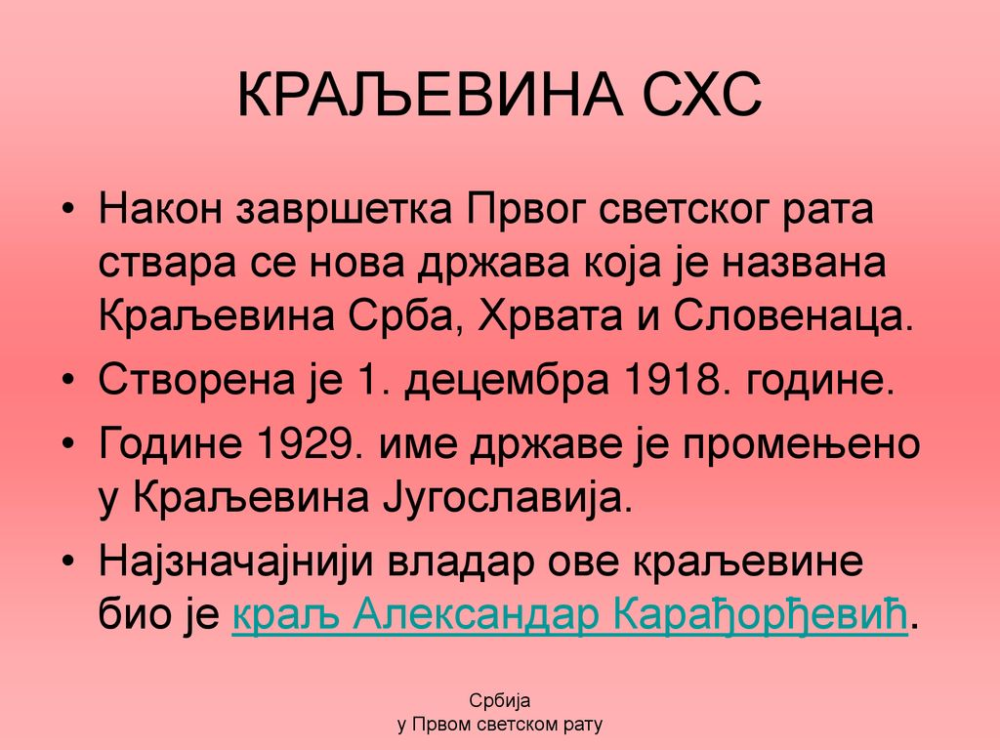 КРАЉЕВИНА СХС
• Након завршетка Првог светског рата
ствара се нова држава која је названа
Краљевина Срба, Хрвата и Словенаца.
• Створена је 1. децембра 1918. године.
• Године 1929. име државе је промењено
у Краљевина Југославија.
• Најзначајнији владар ове краљевине
био је краљ Александар Карађорђевић.
Србија
у Првом светском рату